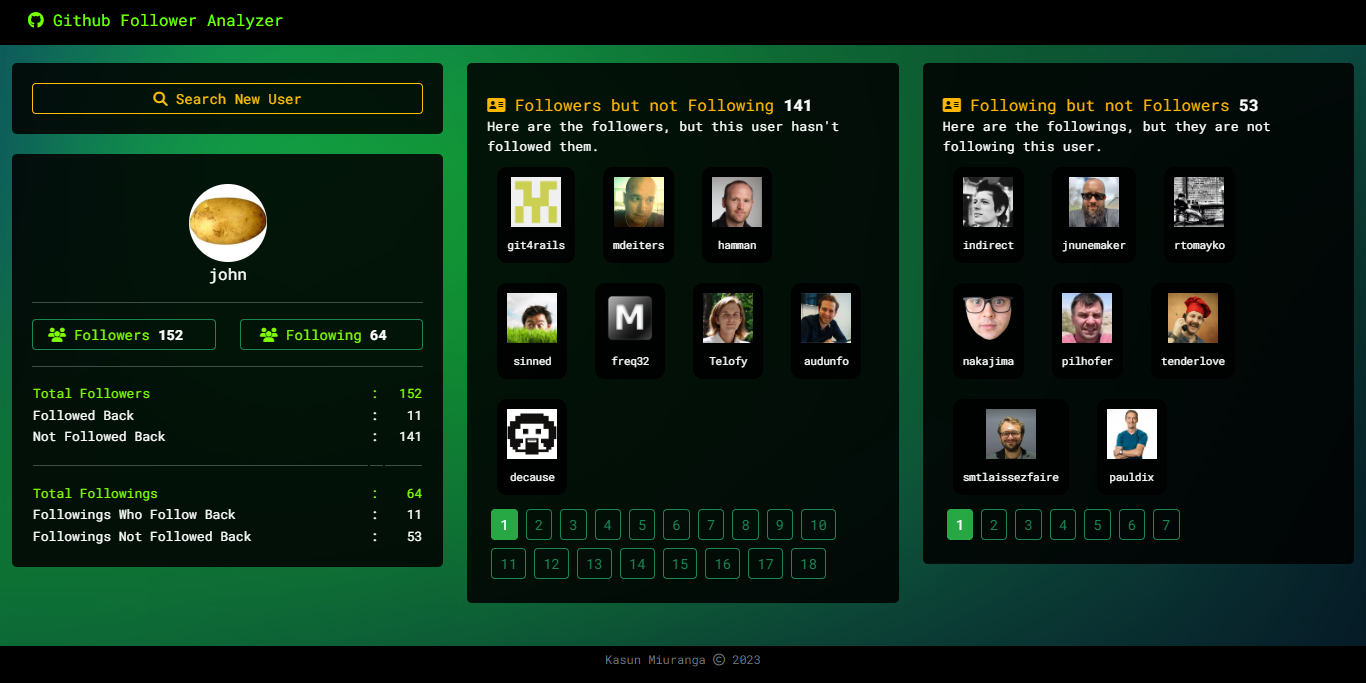 Github Follower Analyzer
Search New User
john
Followers 152
Following 64
Total Followers : 152
Followed Back : 11
Not Followed Back : 141
Total Followings : 64
Followings Who Follow Back : 11
Followings Not Followed Back : 53
Followers but not Following 141
Here are the followers, but this user hasn't
followed them.
git4rails mdeiters hamman
M
sinned freq32 Telofy audunfo
decause
1 2 3 4 5 6 7 8 9 10
11 12 13 14 15 16 17 18
Following but not Followers 53
Here are the followings, but they are not
following this user.
indirect jnunemaker rtomayko
nakajima pilhofer tenderlove
smtlaissezfaire pauldix
1 2 3 4 5 6 7
Kasun Miuranga © 2023